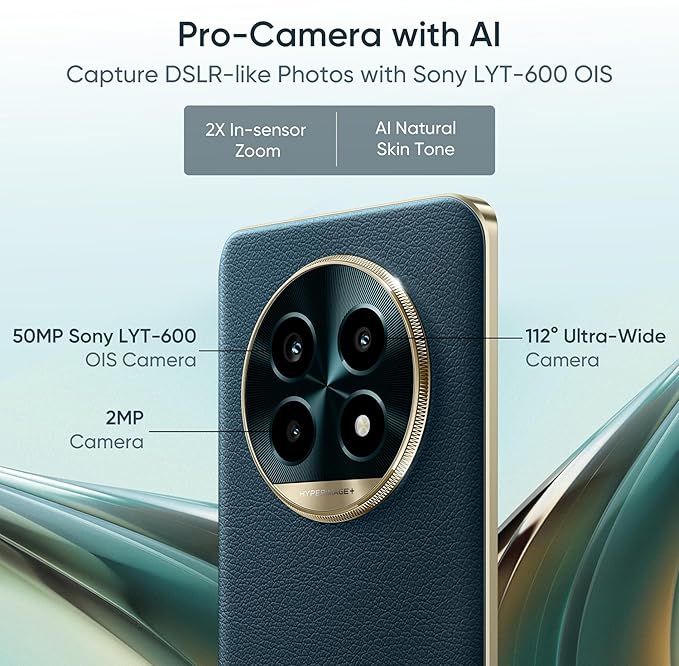 Pro-Camera with AI
Capture DSLR-like Photos with Sony LYT-600 OIS
2X In-sensor
Zoom
AI Natural
Skin Tone
50MP Sony LYT-600
OIS Camera
112° Ultra-Wide
Camera
2MP
Camera
HYPERIMAGE+